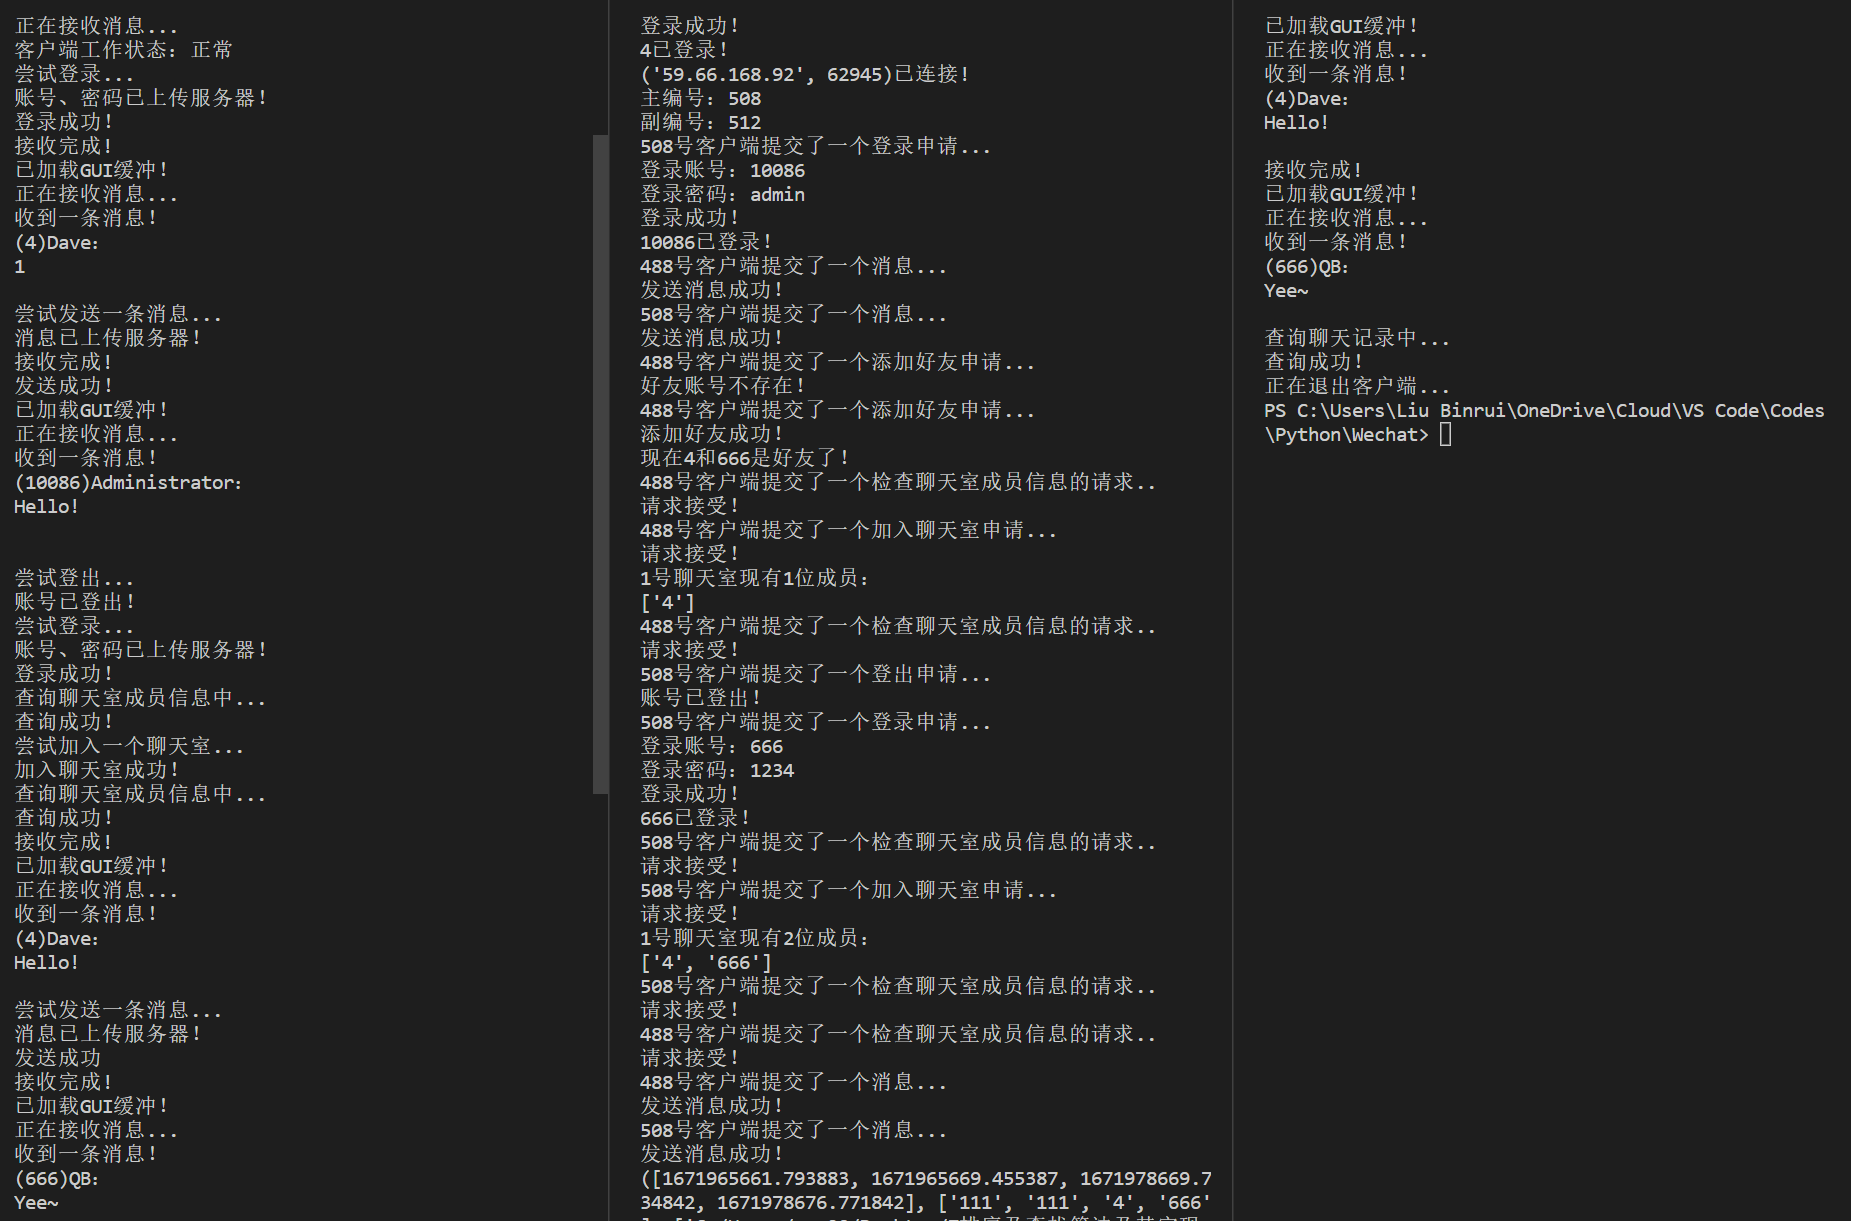 正在接收消息...
客户端工作状态：正常
尝试登录...
账号、密码已上传服务器！
登录成功！
接收完成！
已加载GUI缓冲！
正在接收消息...
收到一条消息！
(4)Dave：
1
尝试发送一条消息...
消息已上传服务器！
接收完成！
发送成功！
已加载GUI缓冲！
正在接收消息...
收到一条消息！
(10086)Administrator：
Hello!
尝试登出...
账号已登出！
尝试登录...
账号、密码已上传服务器！
登录成功！
查询聊天室成员信息中...
查询成功！
尝试加入一个聊天室...
加入聊天室成功！
查询聊天室成员信息中...
查询成功！
接收完成！
已加载GUI缓冲！
正在接收消息...
收到一条消息！
(4)Dave：
Hello!
尝试发送一条消息...
消息已上传服务器！
发送成功
接收完成！
已加载GUI缓冲！
正在接收消息...
收到一条消息！
(666)QB：
Yee~
登录成功！
4已登录！
('59.66.168.92', 62945)已连接！
主编号：508
副编号：512
508号客户端提交了一个登录申请...
登录账号：10086
登录密码：admin
登录成功！
10086已登录！
488号客户端提交了一个消息...
发送消息成功！
508号客户端提交了一个消息...
发送消息成功！
488号客户端提交了一个添加好友申请...
好友账号不存在！
488号客户端提交了一个添加好友申请...
添加好友成功！
现在4和666是好友了！
488号客户端提交了一个检查聊天室成员信息的请求..
请求接受！
488号客户端提交了一个加入聊天室申请...
请求接受！
1号聊天室现有1位成员：
['4']
488号客户端提交了一个检查聊天室成员信息的请求..
请求接受！
508号客户端提交了一个登出申请...
账号已登出！
508号客户端提交了一个登录申请...
登录账号：666
登录密码：1234
登录成功！
666已登录！
508号客户端提交了一个检查聊天室成员信息的请求..
请求接受！
508号客户端提交了一个加入聊天室申请...
请求接受！
1号聊天室现有2位成员：
['4', '666']
508号客户端提交了一个检查聊天室成员信息的请求..
请求接受！
488号客户端提交了一个检查聊天室成员信息的请求..
请求接受！
488号客户端提交了一个消息...
发送消息成功！
508号客户端提交了一个消息...
发送消息成功！
([1671965661.793883, 1671965669.455387, 1671978669.7
34842, 1671978676.771842], ['111', '111', '4', '666'
已加载GUI缓冲！
正在接收消息...
收到一条消息！
(4)Dave：
Hello!
接收完成！
已加载GUI缓冲！
正在接收消息...
收到一条消息！
(666)QB：
Yee~
查询聊天记录中...
查询成功！
正在退出客户端...
PS C:\Users\Liu Binrui\OneDrive\Cloud\VS Code\Codes
\Python\Wechat>